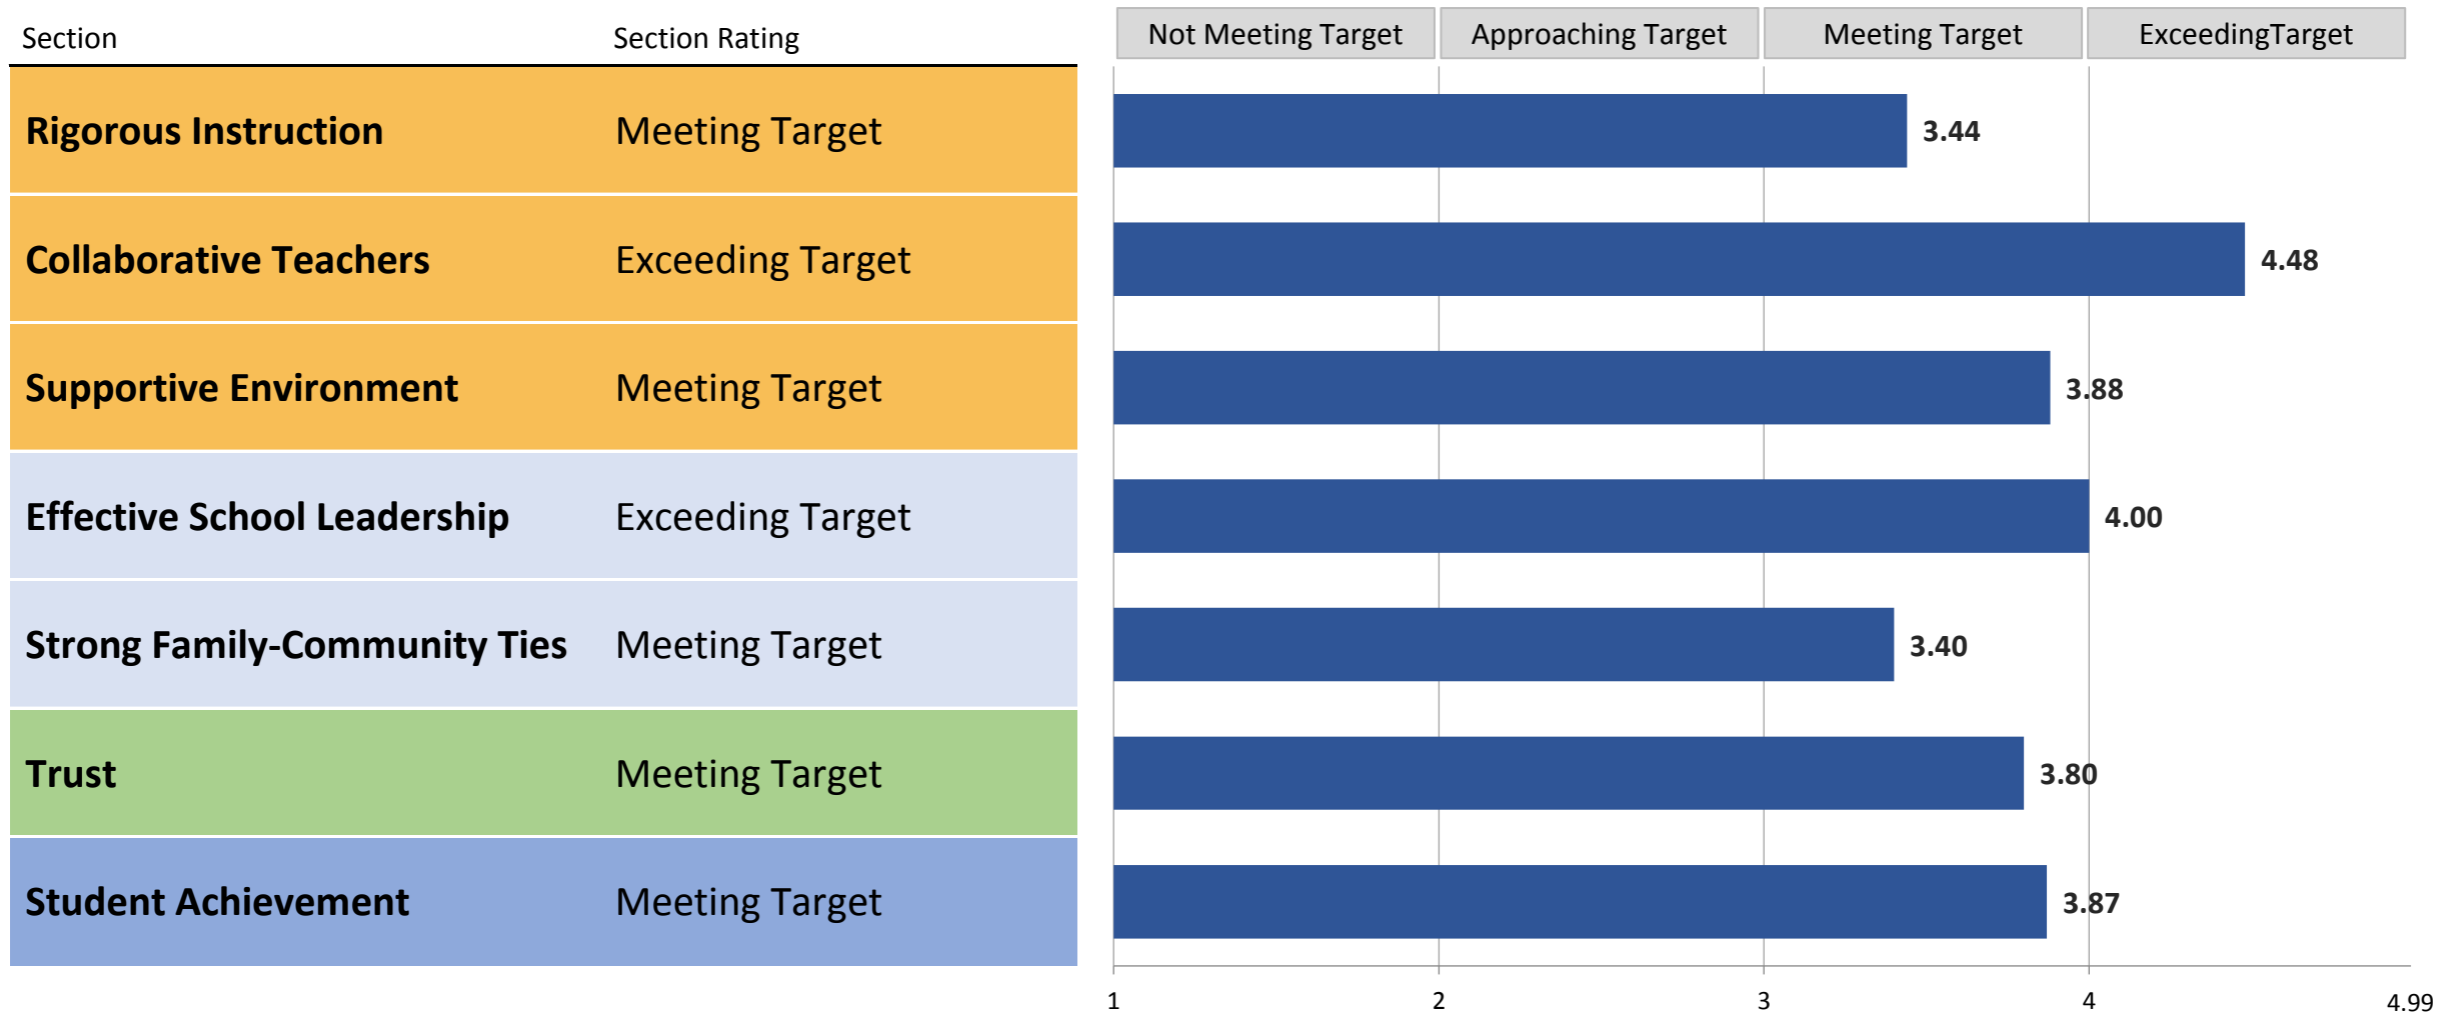 Section Section Rating Not Meeting Target Approaching Target Meeting Target ExceedingTarget
Rigorous Instruction Meeting Target 3.44
Collaborative Teachers Exceeding Target 4.48
Supportive Environment Meeting Target 3.88
Effective School Leadership Exceeding Target 4.00
Strong Family-Community Ties Meeting Target 3.40
Trust Meeting Target 3.80
Student Achievement Meeting Target 3.87
1 2 3 4 4.99